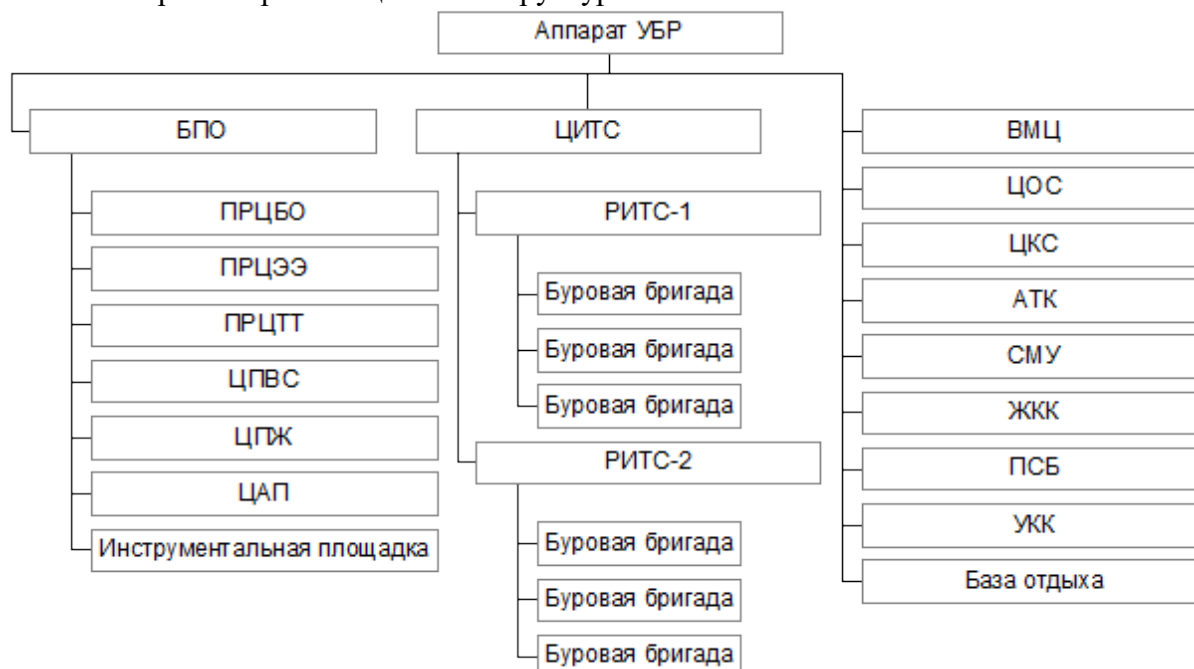 Аппарат УБР
БПО
ПРЦБО
ПРЦЭЭ
ПРЦТТ
ЦПВС
ЦПЖ
ЦАП
Инструментальная площадка
ЦИТС
РИТС-1
Буровая бригада
Буровая бригада
Буровая бригада
РИТС-2
Буровая бригада
Буровая бригада
Буровая бригада
ВМЦ
ЦОС
ЦКС
АТК
СМУ
ЖКК
ПСБ
УКК
База отдыха